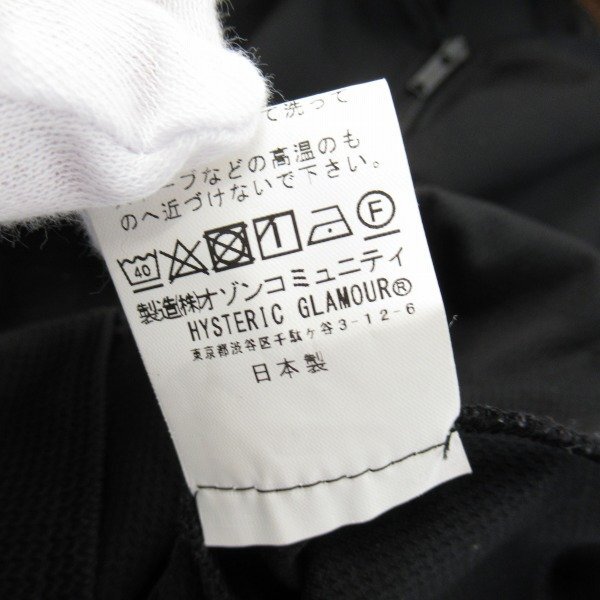 て洗って
ーブなどの高温のも
のへ近づけないで下さい。
40 F
製造㈱オゾンコミュニティ
HYSTERIC GLAMOUR®
東京都渋谷区千駄ヶ谷3-12-6
日本製